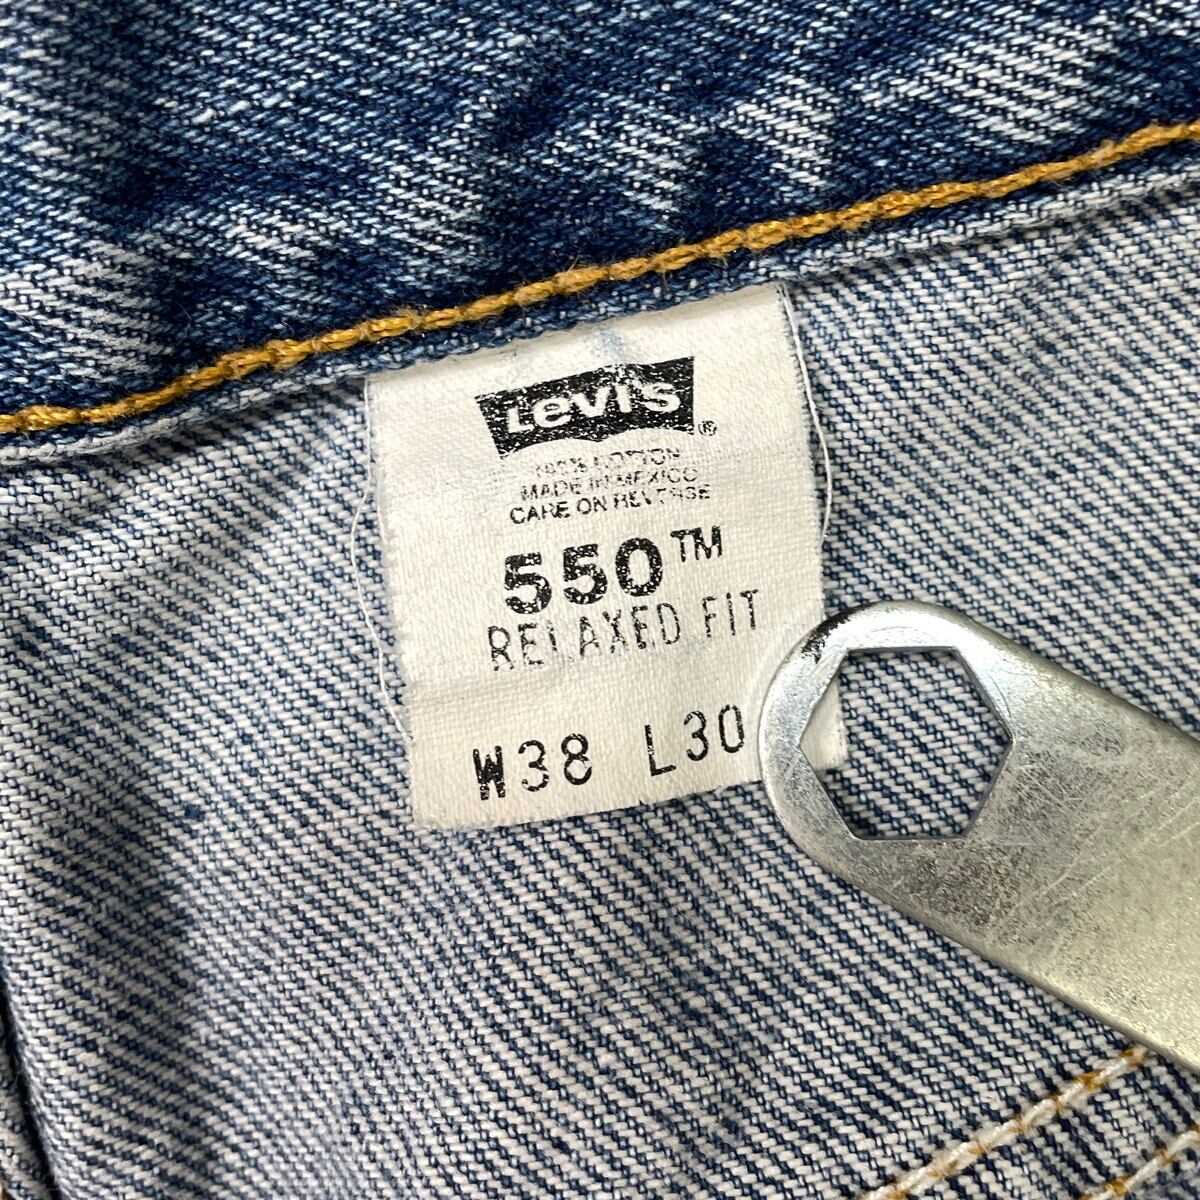 Levi's®
100% COTTON
MADE IN MEXICO
CARE ON REVERSE
550™
RELAXED FIT
W38 L30